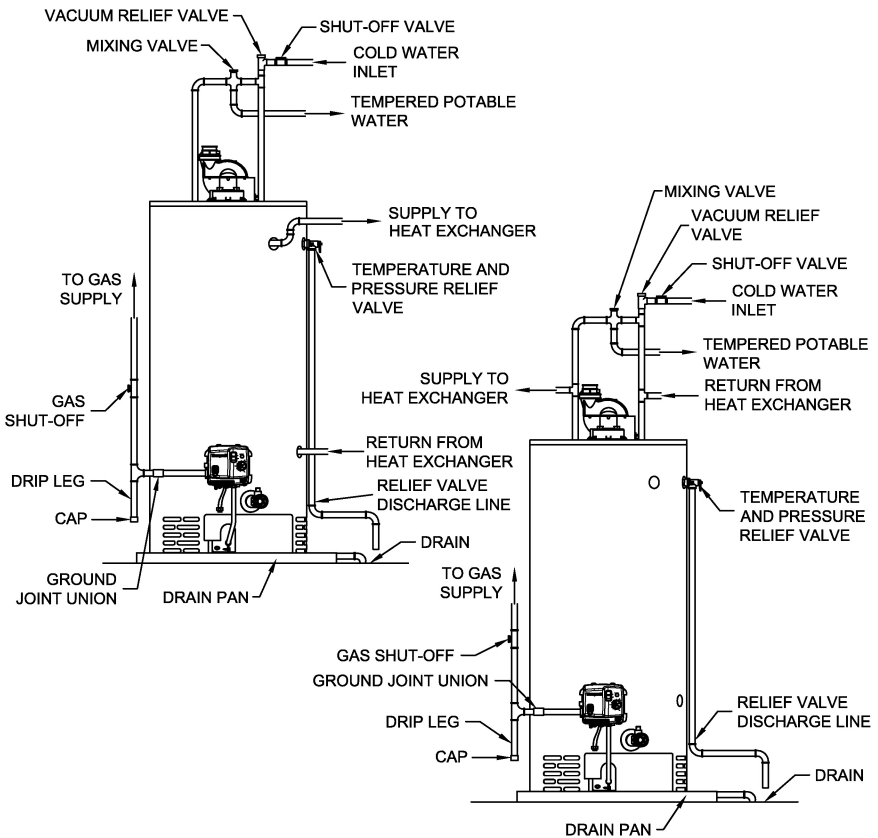 VACUUM RELIEF VALVE
SHUT-OFF VALVE
MIXING VALVE
COLD WATER
INLET
TEMPERED POTABLE
WATER
SUPPLY TO
HEAT EXCHANGER
TO GAS
SUPPLY
TEMPERATURE AND
PRESSURE RELIEF
VALVE
GAS
SHUT-OFF
RETURN FROM
HEAT EXCHANGER
DRIP LEG
RELIEF VALVE
DISCHARGE LINE
CAP
DRAIN
GROUND
JOINT UNION
DRAIN PAN
MIXING VALVE
VACUUM RELIEF
VALVE
SHUT-OFF VALVE
COLD WATER
INLET
TEMPERED POTABLE
WATER
SUPPLY TO
HEAT EXCHANGER
RETURN FROM
HEAT EXCHANGER
TEMPERATURE
AND PRESSURE
RELIEF VALVE
TO GAS
SUPPLY
GAS SHUT-OFF
GROUND JOINT UNION
DRIP LEG
RELIEF VALVE
DISCHARGE LINE
CAP
DRAIN
DRAIN PAN